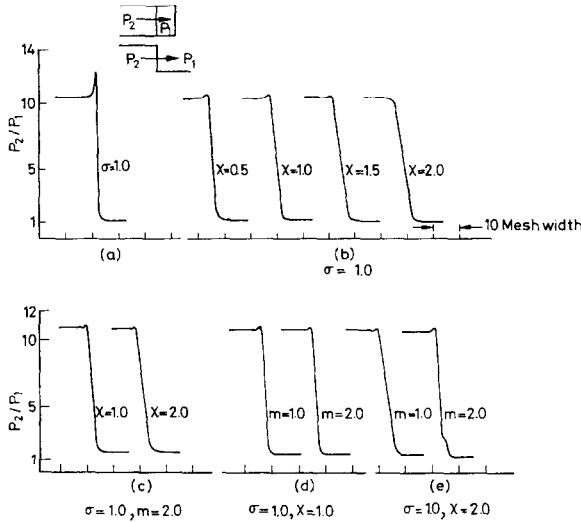 P₂ P₁
P₂ P₁
14
10
5
1
P₂/P₁
σ=1.0
χ=0.5
χ=1.0
χ=1.5
χ=2.0
10 Mesh width
(a)
(b)
σ = 1.0
12
10
5
1
P₂/P₁
χ=1.0
χ=2.0
m=1.0
m=2.0
m=1.0
m=2.0
(c)
(d)
(e)
σ=1.0, m=2.0
σ=1.0, χ=1.0
σ=1.0, χ=2.0